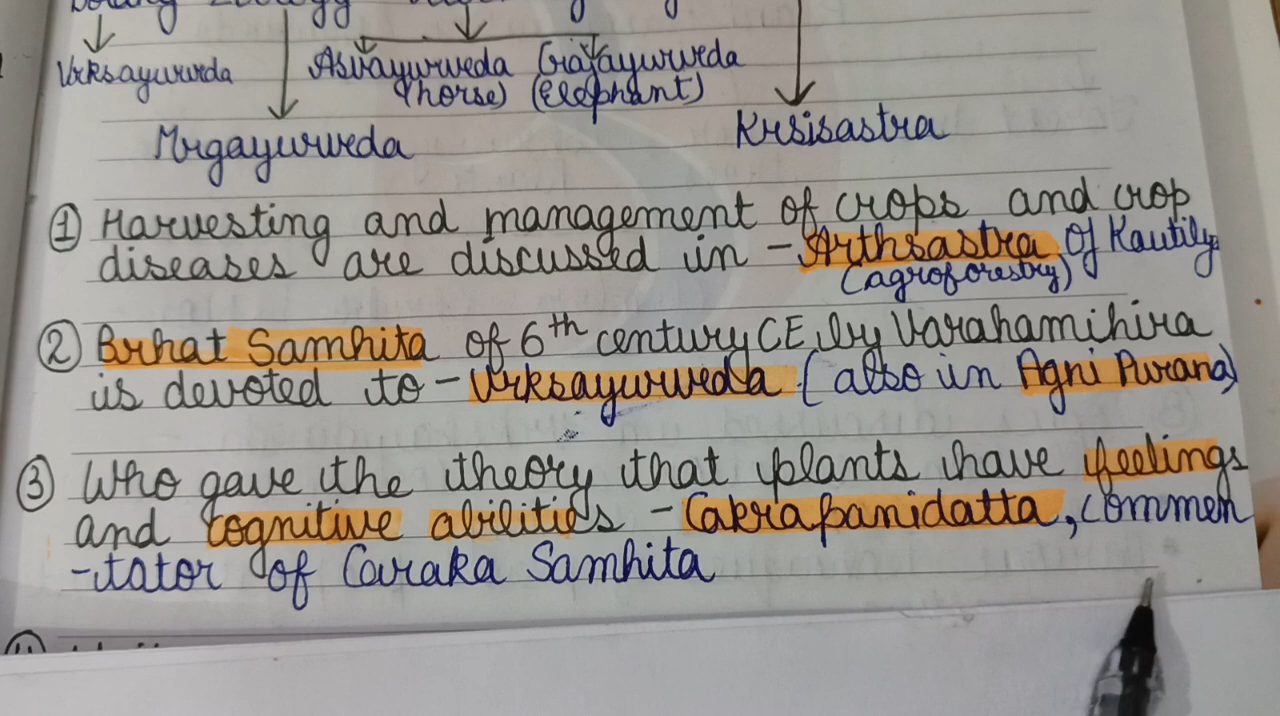 Vrksayurveda Asvayurveda Gajayurveda
(horse) (Elephant)
Mrgayurveda Krsisastra
① Harvesting and management of crops and crop
diseases are discussed in - Arthsastra of Kautily
(agroforestry)
② Brhat Samhita of 6th century CE by Varahamihira
is devoted to - Vrksayurveda (also in Agni Purana)
③ Who gave the theory that plants have feelings
and cognitive abilities - Cakrapanidatta, commen
-tator of Caraka Samhita